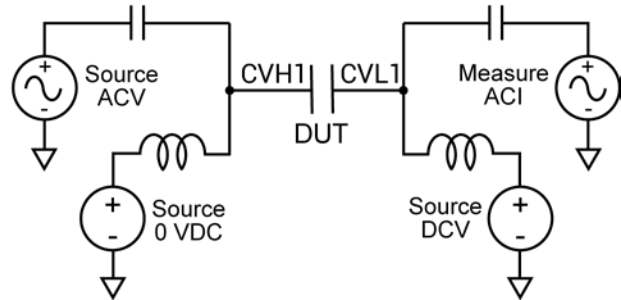 Source
ACV
CVH1
CVL1
DUT
Measure
ACI
Source
0 VDC
Source
DCV
+
-
+
-
+
-
+
-